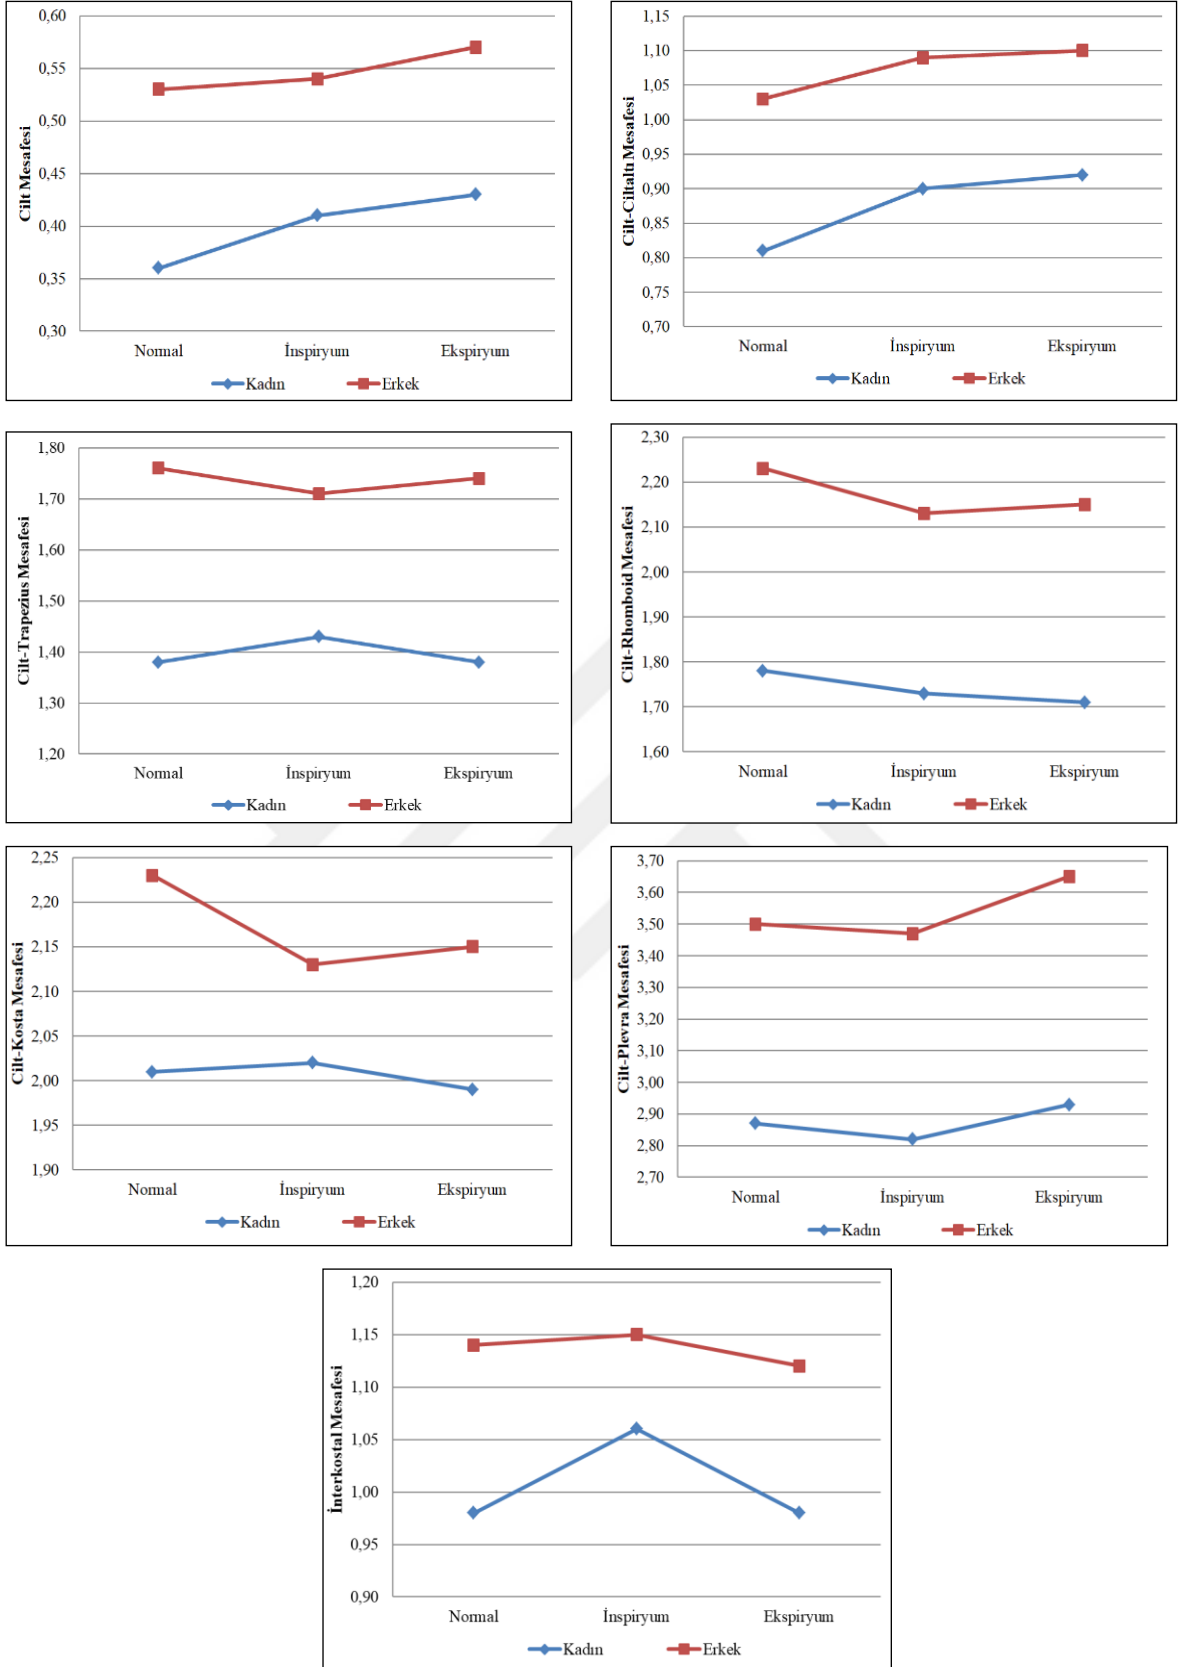 Cilt Mesafesi
0,60
0,55
0,50
0,45
0,40
0,35
0,30
Normal İnspiryum Ekspiryum
Kadın Erkek
Cilt-Ciltaltı Mesafesi
1,15
1,10
1,05
1,00
0,95
0,90
0,85
0,80
0,75
0,70
Normal İnspiryum Ekspiryum
Kadın Erkek
Cilt-Trapezius Mesafesi
1,80
1,70
1,60
1,50
1,40
1,30
1,20
Normal İnspiryum Ekspiryum
Kadın Erkek
Cilt-Rhomboid Mesafesi
2,30
2,20
2,10
2,00
1,90
1,80
1,70
1,60
Normal İnspiryum Ekspiryum
Kadın Erkek
Cilt-Kosta Mesafesi
2,25
2,20
2,15
2,10
2,05
2,00
1,95
1,90
Normal İnspiryum Ekspiryum
Kadın Erkek
Cilt-Plevra Mesafesi
3,70
3,60
3,50
3,40
3,30
3,20
3,10
3,00
2,90
2,80
2,70
Normal İnspiryum Ekspiryum
Kadın Erkek
İnterkostal Mesafesi
1,20
1,15
1,10
1,05
1,00
0,95
0,90
Normal İnspiryum Ekspiryum
Kadın Erkek